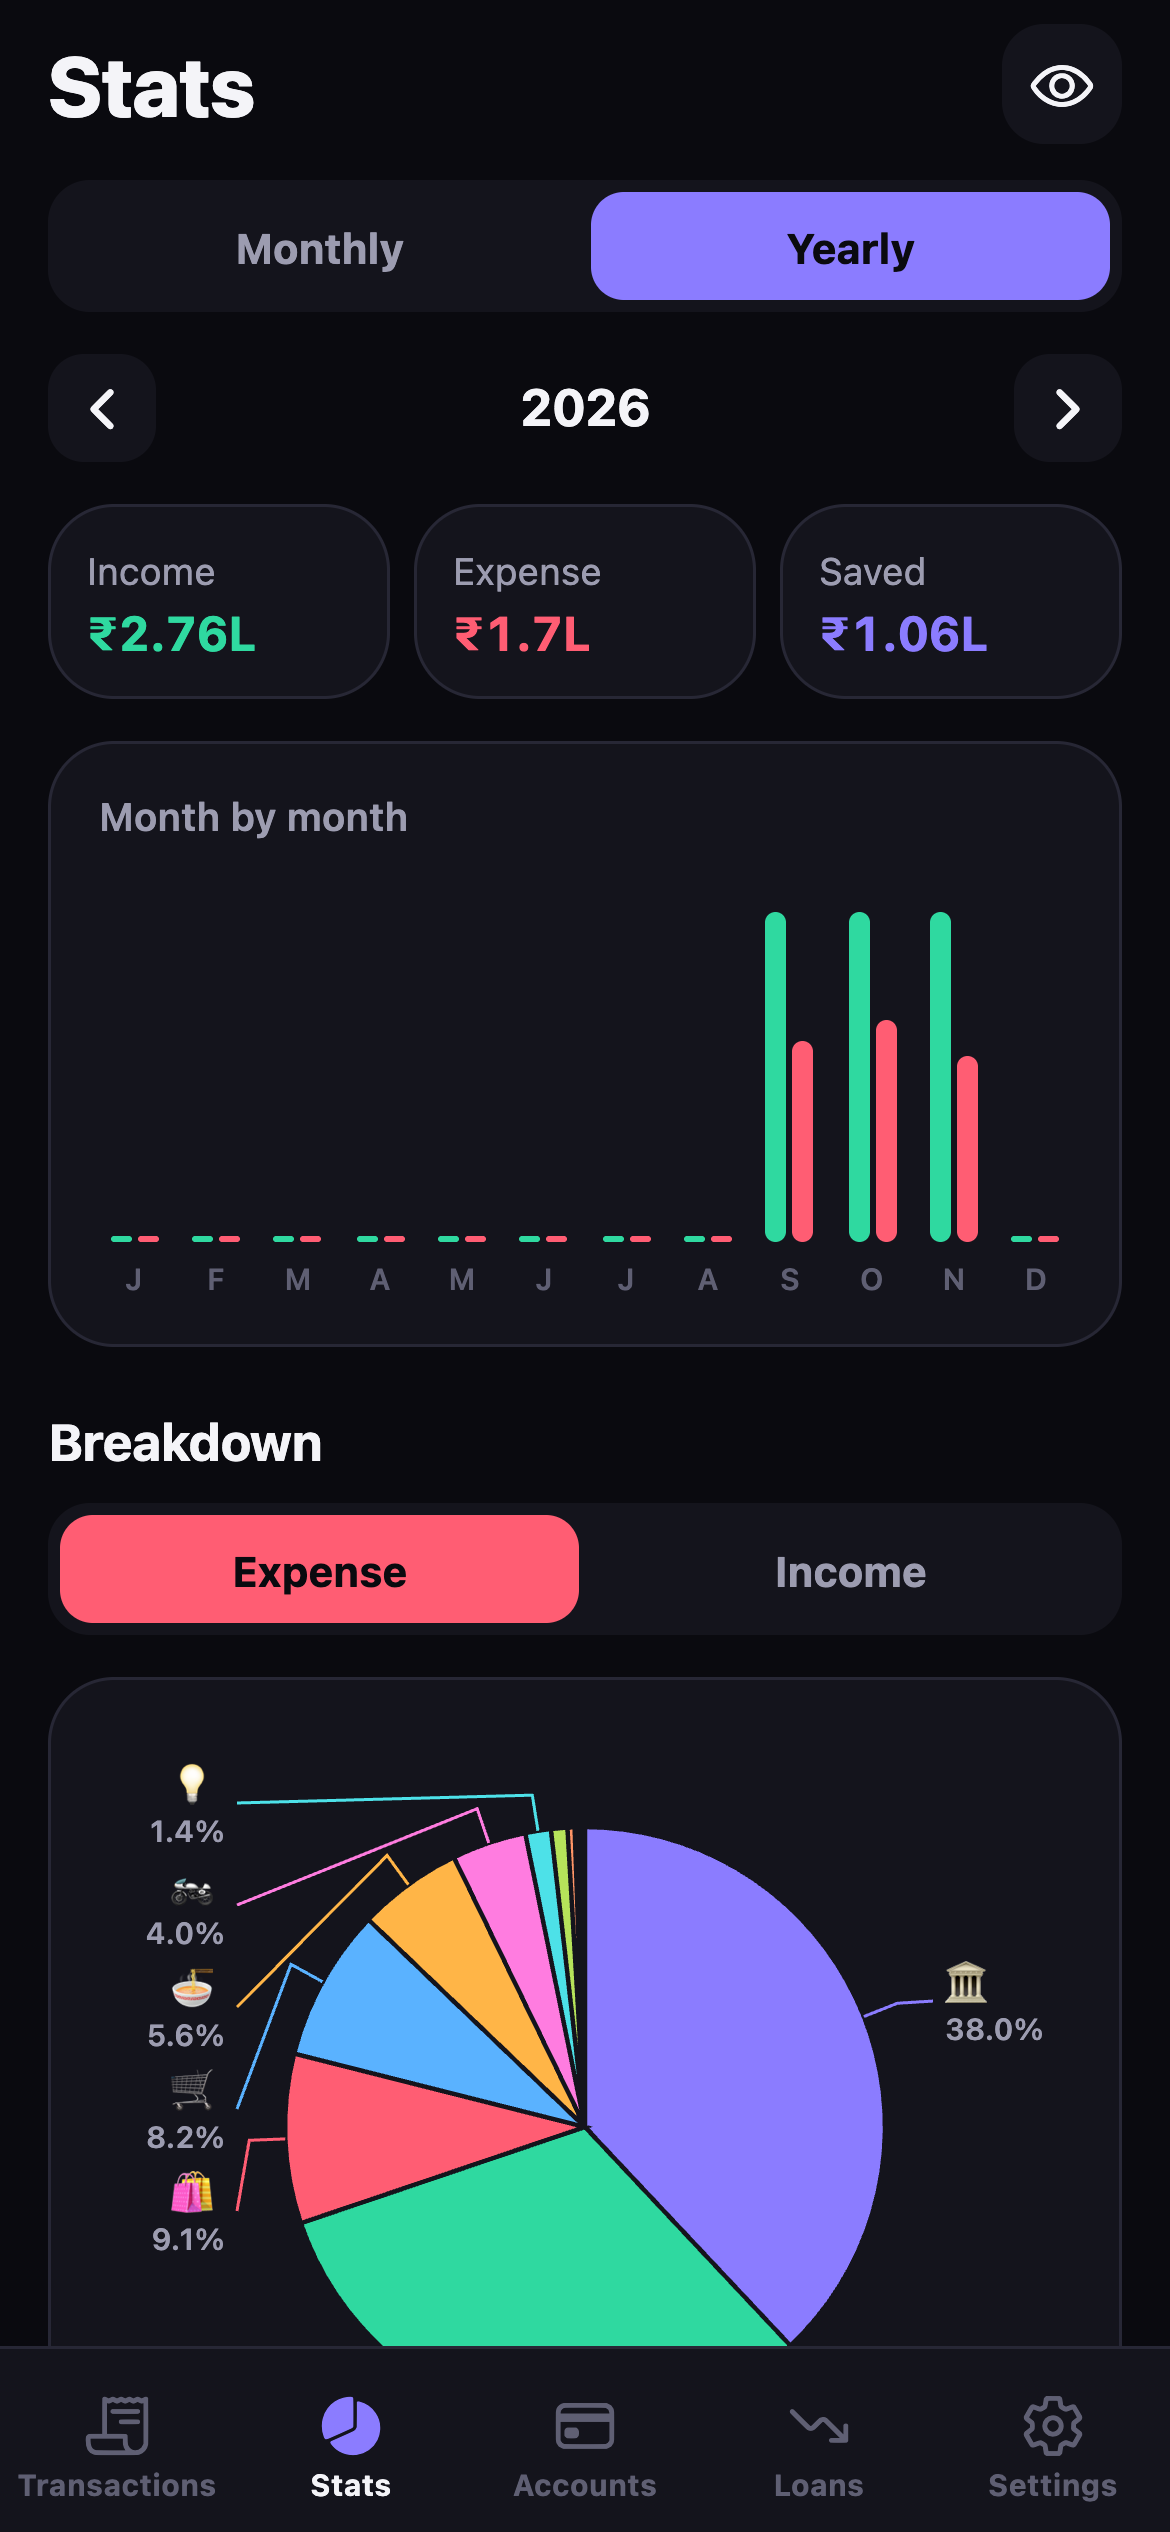 Stats
Monthly
Yearly
2026
Income
₹2.76L
Expense
₹1.7L
Saved
₹1.06L
Month by month
J F M A M J J A S O N D
Breakdown
Expense
Income
1.4%
4.0%
5.6%
8.2%
9.1%
38.0%
Transactions
Stats
Accounts
Loans
Settings